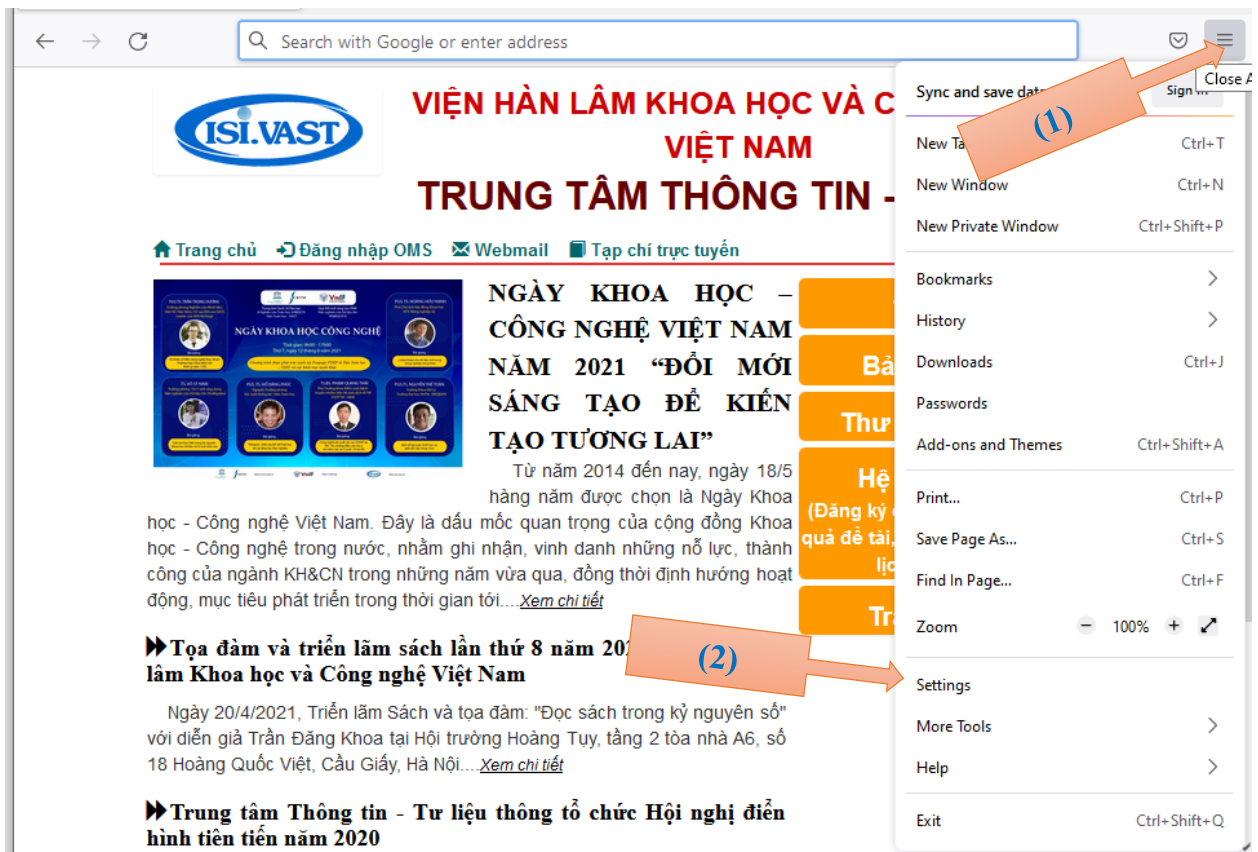 Search with Google or enter address
Close A
ISI.VAST
VIỆN HÀN LÂM KHOA HỌC VÀ C
VIỆT NAM
TRUNG TÂM THÔNG TIN -
Trang chủ Đăng nhập OMS Webmail Tạp chí trực tuyến
NGÀY KHOA HỌC CÔNG NGHỆ
NGÀY KHOA HỌC –
CÔNG NGHỆ VIỆT NAM
NĂM 2021 “ĐỔI MỚI
SÁNG TẠO ĐỂ KIẾN
TẠO TƯƠNG LAI”
Từ năm 2014 đến nay, ngày 18/5
hàng năm được chọn là Ngày Khoa
học - Công nghệ Việt Nam. Đây là dấu mốc quan trọng của cộng đồng Khoa
học - Công nghệ trong nước, nhằm ghi nhận, vinh danh những nỗ lực, thành
công của ngành KH&CN trong những năm vừa qua, đồng thời định hướng hoạt
động, mục tiêu phát triển trong thời gian tới....Xem chi tiết
Tọa đàm và triển lãm sách lần thứ 8 năm 202
lâm Khoa học và Công nghệ Việt Nam
Ngày 20/4/2021, Triển lãm Sách và tọa đàm: "Đọc sách trong kỷ nguyên số"
với diễn giả Trần Đăng Khoa tại Hội trường Hoàng Tụy, tầng 2 tòa nhà A6, số
18 Hoàng Quốc Việt, Cầu Giấy, Hà Nội....Xem chi tiết
Trung tâm Thông tin - Tư liệu thông tổ chức Hội nghị điển
hình tiên tiến năm 2020
Bả
Thư
Hệ
(Đăng ký
quả đề tài,
lịc
Tr
(1)
(2)
Sync and save data
Sign in
New Ta Ctrl+T
New Window Ctrl+N
New Private Window Ctrl+Shift+P
Bookmarks
History
Downloads Ctrl+J
Passwords
Add-ons and Themes Ctrl+Shift+A
Print... Ctrl+P
Save Page As... Ctrl+S
Find In Page... Ctrl+F
Zoom − 100% +
Settings
More Tools
Help
Exit Ctrl+Shift+Q